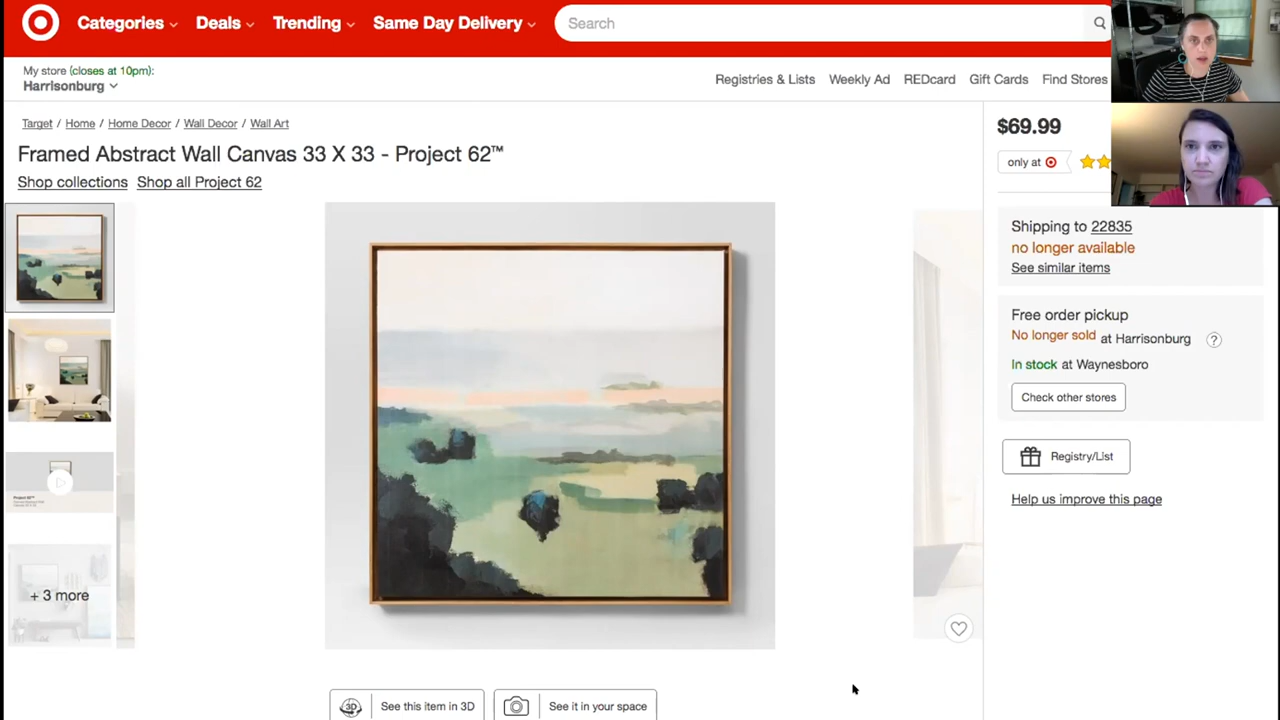 Categories
Deals
Trending
Same Day Delivery
Search
My store (closes at 10pm):
Harrisonburg
Registries & Lists
Weekly Ad
REDcard
Gift Cards
Find Stores
Target / Home / Home Decor / Wall Decor / Wall Art
Framed Abstract Wall Canvas 33 X 33 - Project 62™
Shop collections
Shop all Project 62
$69.99
only at
Shipping to 22835
no longer available
See similar items
Free order pickup
No longer sold at Harrisonburg
?
In stock at Waynesboro
Check other stores
Registry/List
Help us improve this page
+ 3 more
3D
See this item in 3D
See it in your space